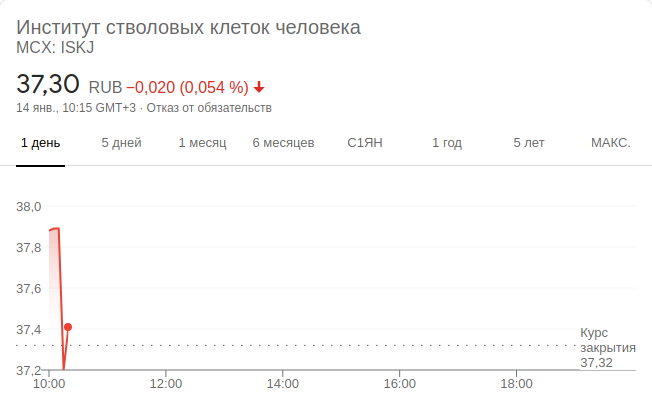 Институт стволовых клеток человека
MCX: ISKJ
37,30 RUB −0,020 (0,054 %)
14 янв., 10:15 GMT+3 · Отказ от обязательств
1 день 5 дней 1 месяц 6 месяцев С1ЯН 1 год 5 лет МАКС.
38,0
37,8
37,6
37,4
Курс
закрытия
37,32
37,2
10:00 12:00 14:00 16:00 18:00